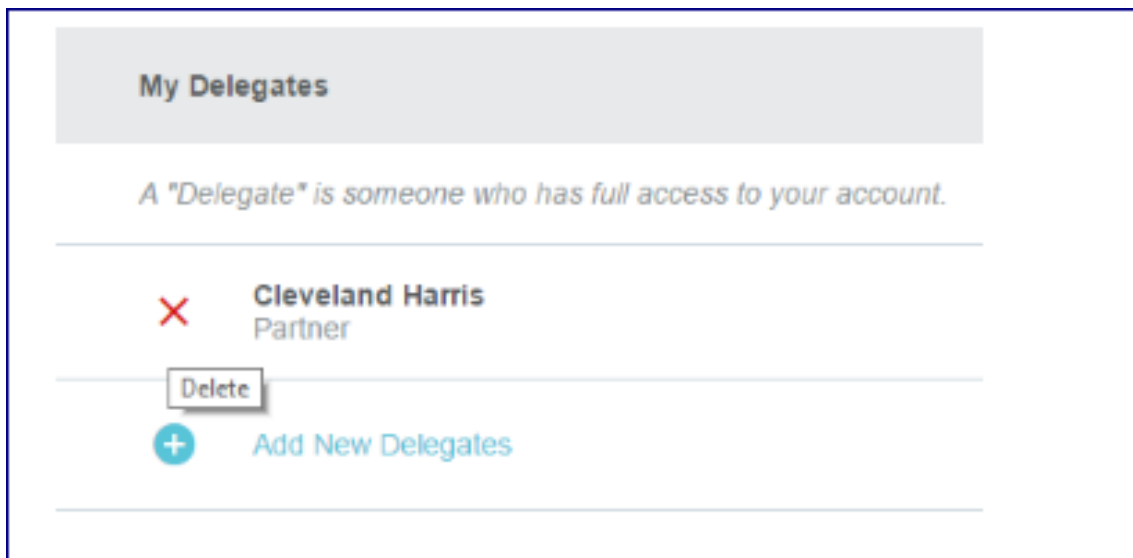 My Delegates
A "Delegate" is someone who has full access to your account.
Cleveland Harris
Partner
Delete
Add New Delegates